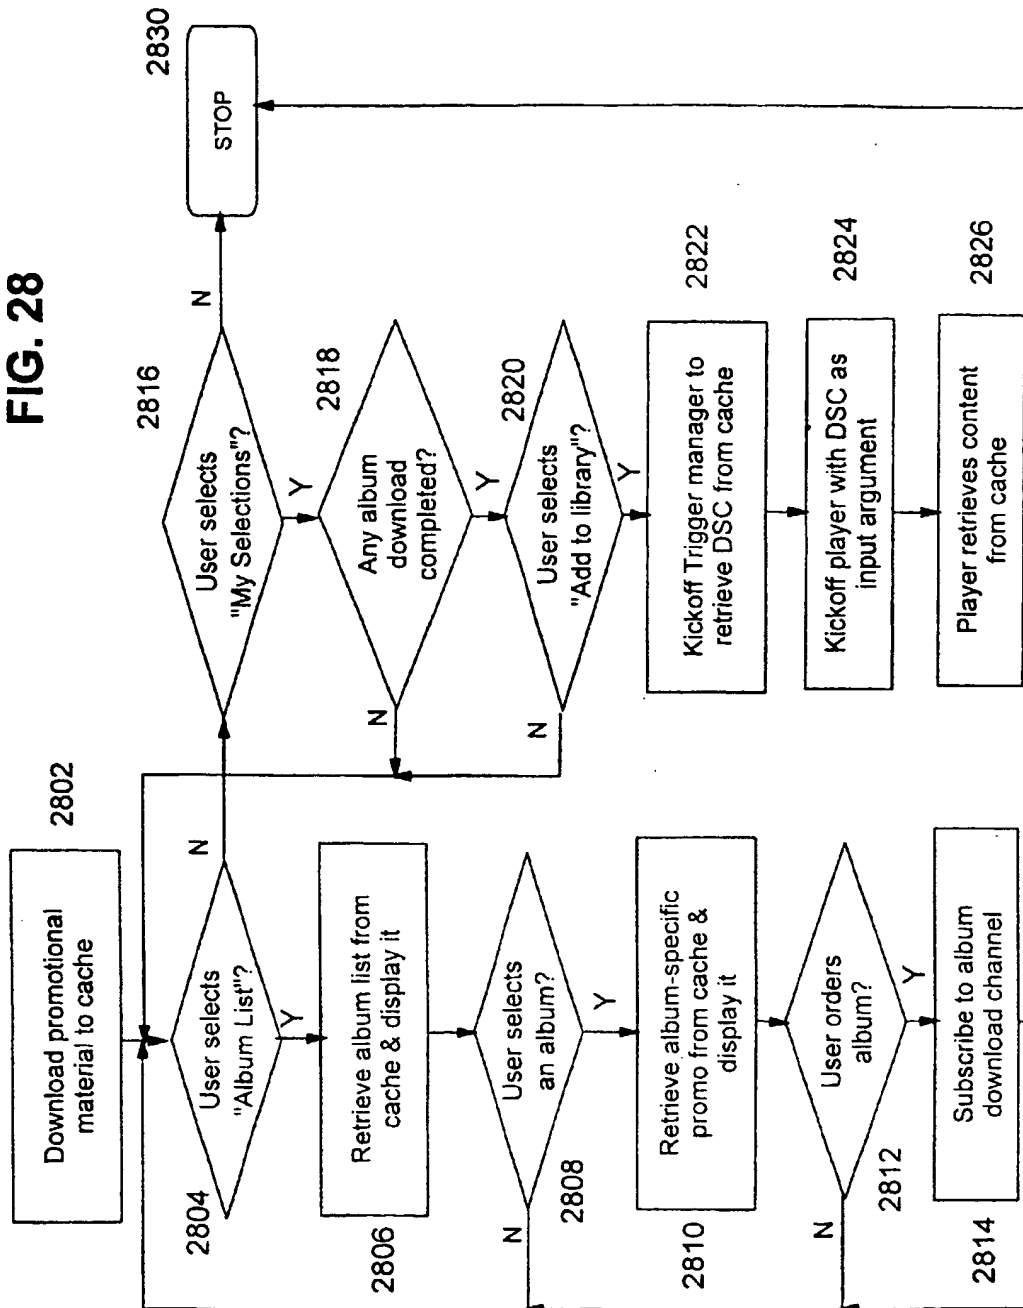 FIG. 28
2802
Download promotional
material to cache
2804
User selects
"Album List"?
N
Y
2806
Retrieve album list from
cache & display it
2808
User selects
an album?
N
Y
2810
Retrieve album-specific
promo from cache &
display it
2812
User orders
album?
N
Y
2814
Subscribe to album
download channel
2816
User selects
"My Selections"?
N
Y
2830
STOP
2818
Any album
download
completed?
N
Y
2820
User selects
"Add to library"?
N
Y
2822
Kickoff Trigger manager to
retrieve DSC from cache
2824
Kickoff player with DSC as
input argument
2826
Player retrieves content
from cache